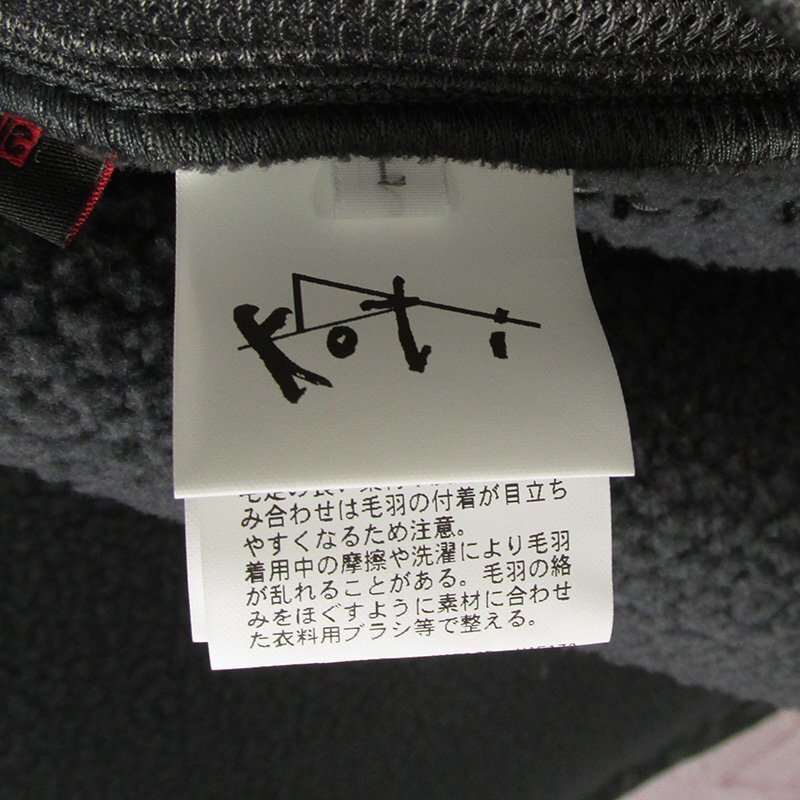 L
Koti
み合わせは毛羽の付着が目立ち
やすくなるため注意。
着用中の摩擦や洗濯により毛羽
が乱れることがある。毛羽の絡
みをほぐすように素材に合わせ
た衣料用ブラシ等で整える。